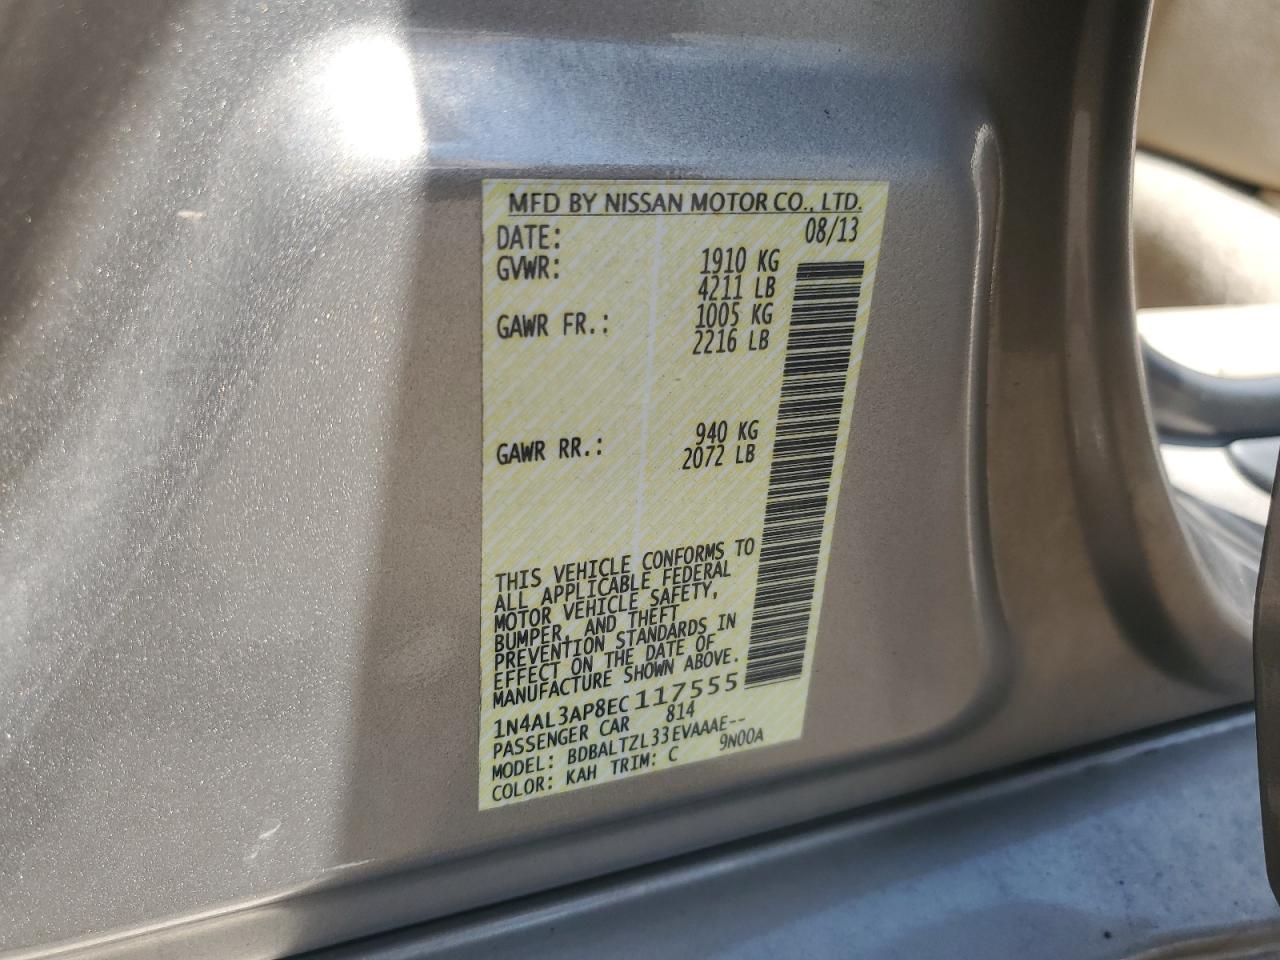 MFD BY NISSAN MOTOR CO., LTD.
DATE: 08/13
GVWR: 1910 KG
4211 LB
GAWR FR.: 1005 KG
2216 LB
GAWR RR.: 940 KG
2072 LB
THIS VEHICLE CONFORMS TO
ALL APPLICABLE FEDERAL
MOTOR VEHICLE SAFETY,
BUMPER, AND THEFT
PREVENTION STANDARDS IN
EFFECT ON THE DATE OF
MANUFACTURE SHOWN ABOVE.
1N4AL3AP8EC117555
PASSENGER CAR 814
MODEL: BDBALTZL33EVAAAE--
COLOR: KAH TRIM: C 9N00A